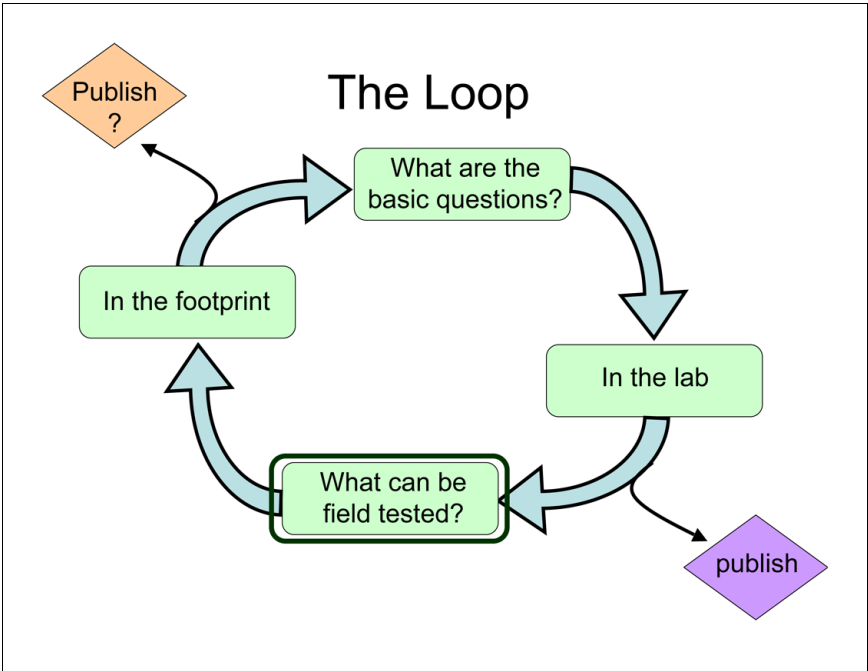 The Loop
Publish
?
What are the
basic questions?
In the footprint
In the lab
What can be
field tested?
publish